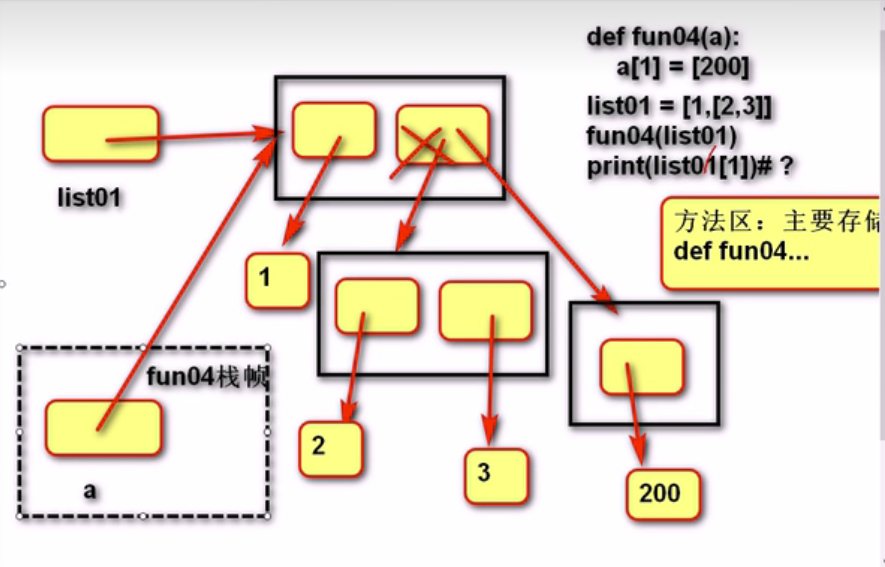 def fun04(a):
a[1] = [200]
list01 = [1,[2,3]]
fun04(list01)
print(list01[1])# ?
list01
方法区：主要存储
def fun04...
1
fun04栈帧
a
2
3
200